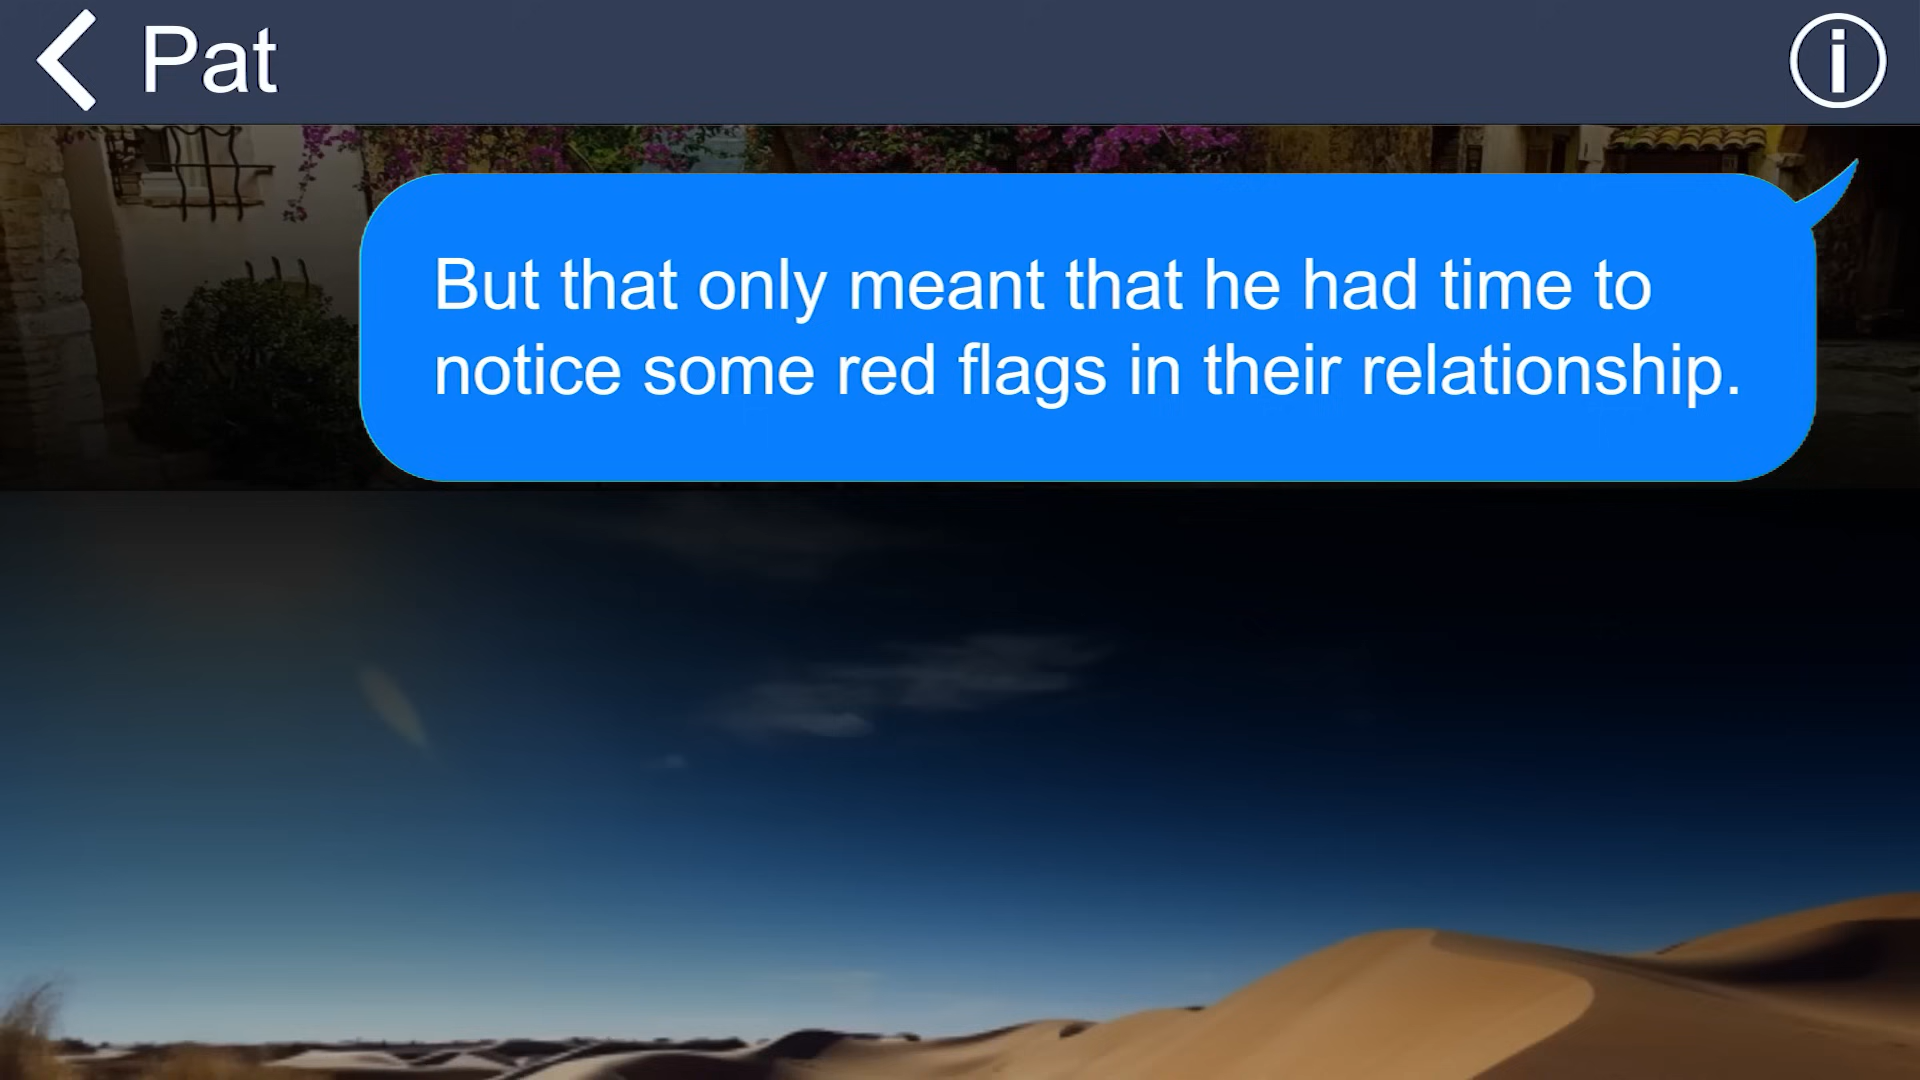 Pat
But that only meant that he had time to
notice some red flags in their relationship.